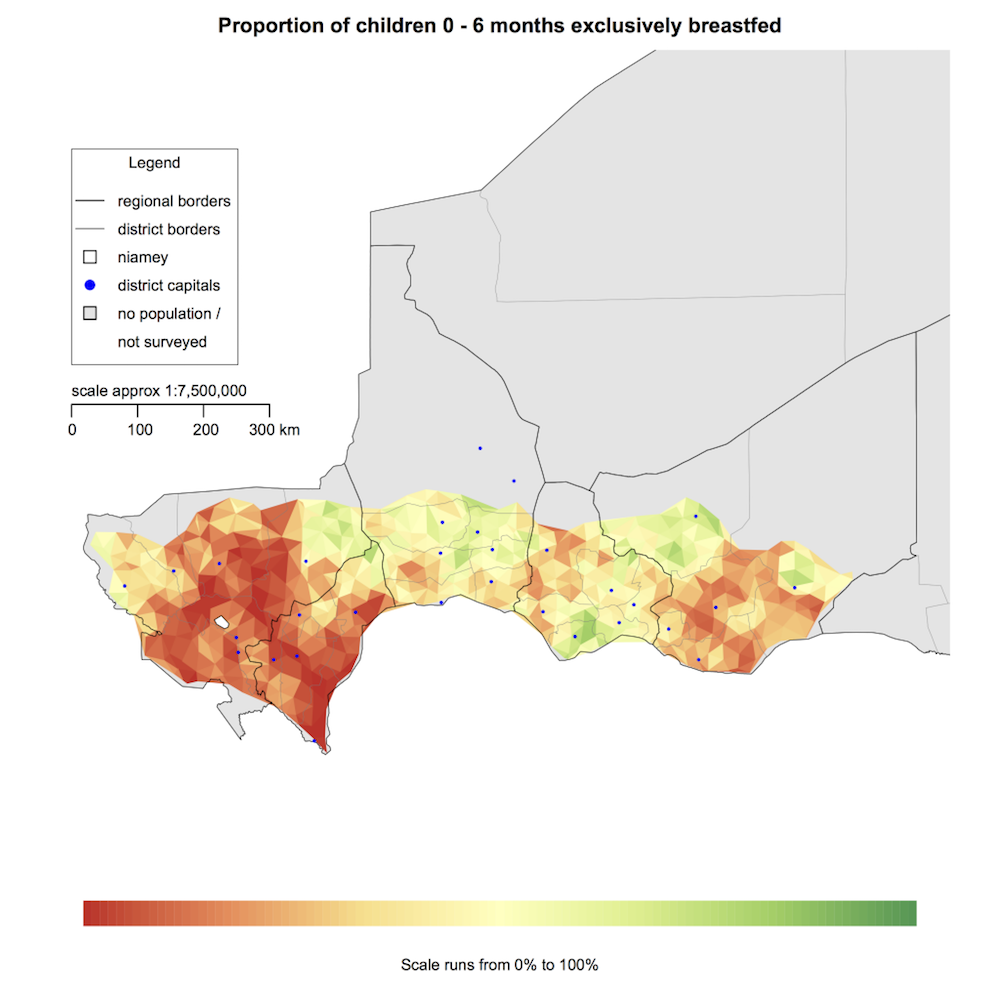 Proportion of children 0 - 6 months exclusively breastfed
Legend
regional borders
district borders
niamey
district capitals
no population /
not surveyed
scale approx 1:7,500,000
0 100 200 300 km
Scale runs from 0% to 100%